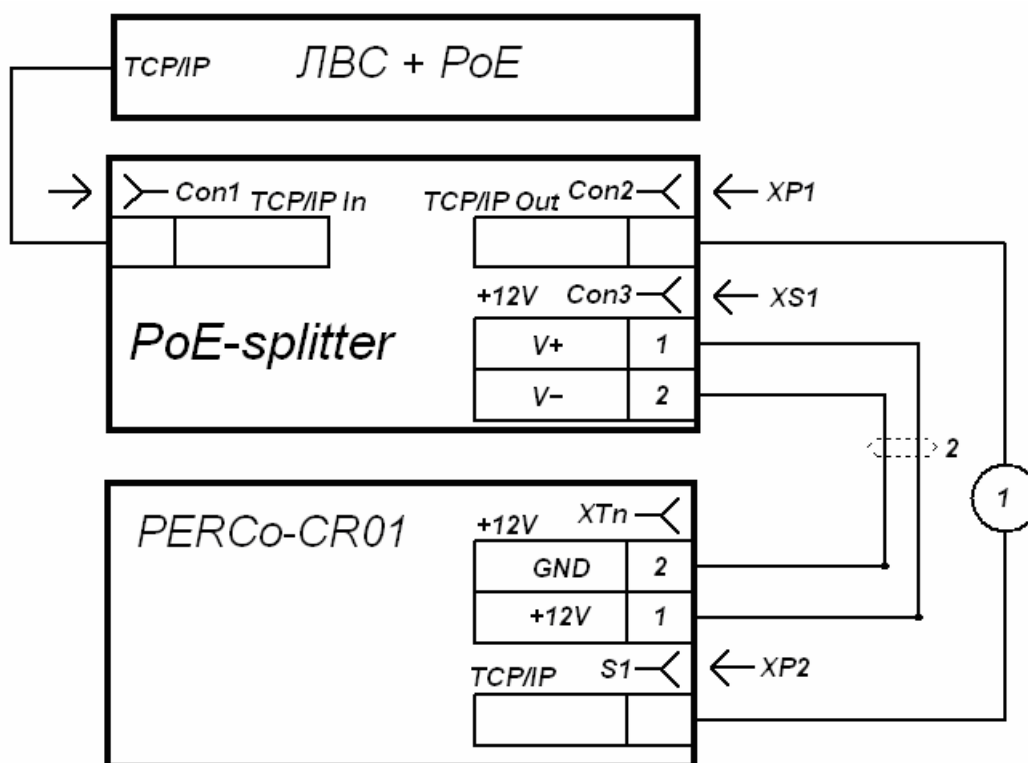 TCP/IP ЛВС + PoE
Con1 TCP/IP In TCP/IP Out Con2 XP1
+12V Con3 XS1
PoE-splitter
V+ 1
V– 2
2
1
PERCo-CR01
+12V XTn
GND 2
+12V 1
TCP/IP S1 XP2